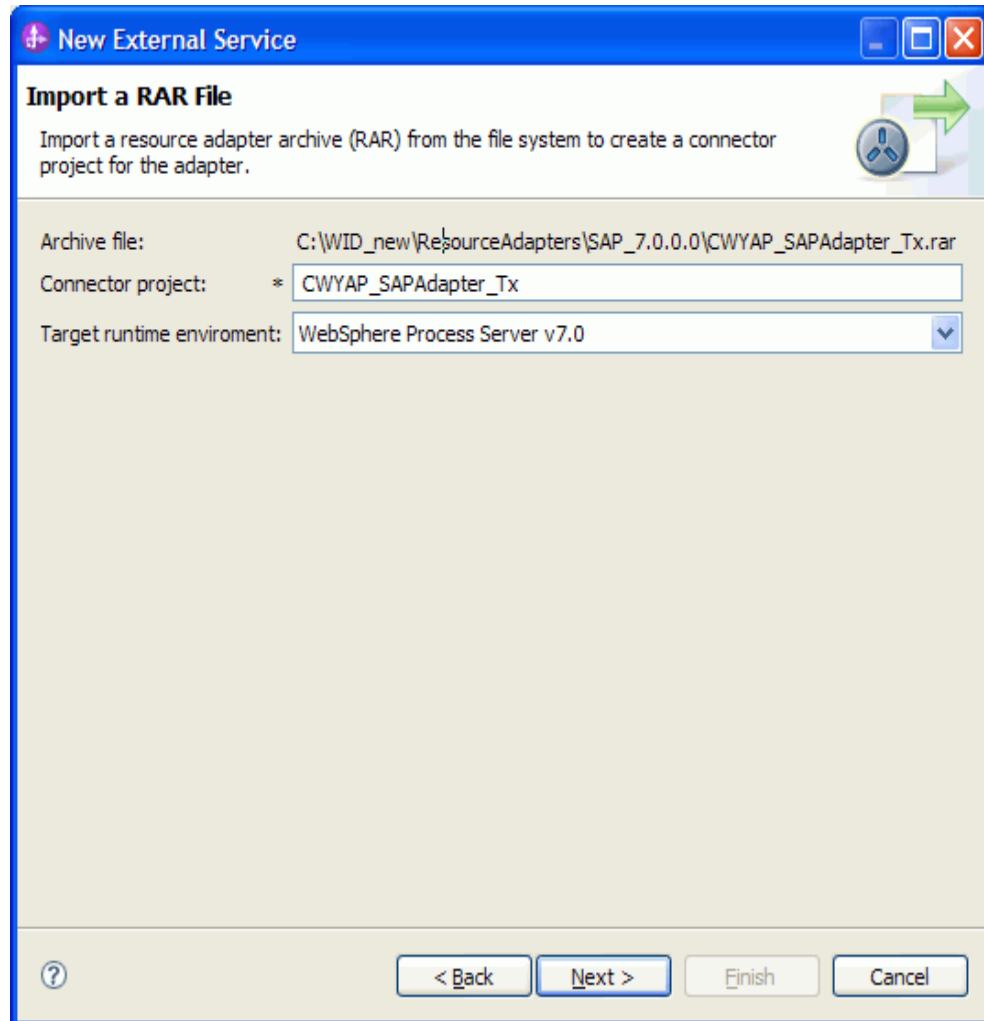 New External Service
Import a RAR File
Import a resource adapter archive (RAR) from the file system to create a connector
project for the adapter.
Archive file: C:\WID_new\ResourceAdapters\SAP_7.0.0.0\CWYAP_SAPAdapter_Tx.rar
Connector project: * CWYAP_SAPAdapter_Tx
Target runtime enviroment: WebSphere Process Server v7.0
? < Back Next > Finish Cancel